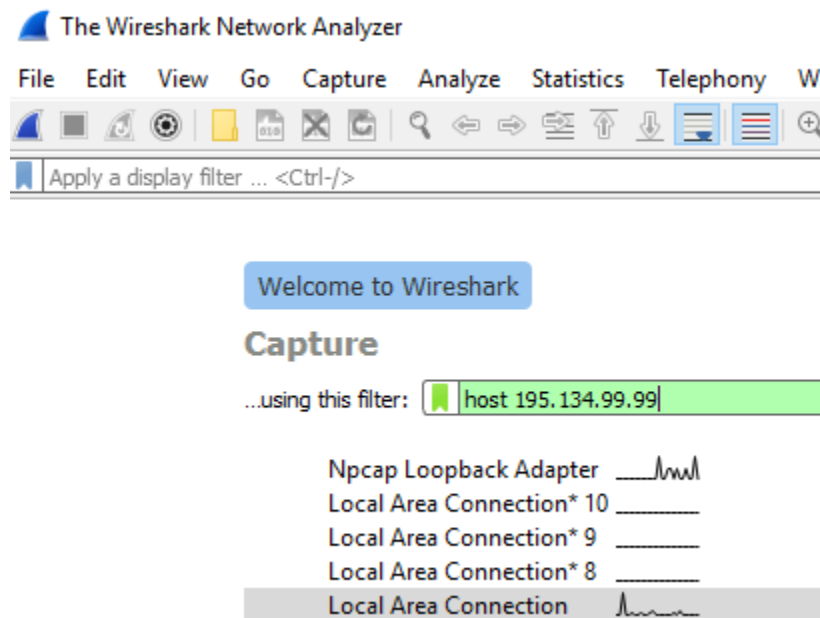 The Wireshark Network Analyzer
File Edit View Go Capture Analyze Statistics Telephony W
Apply a display filter ... <Ctrl-/>
Welcome to Wireshark
Capture
...using this filter: host 195.134.99.99
Npcap Loopback Adapter
Local Area Connection* 10
Local Area Connection* 9
Local Area Connection* 8
Local Area Connection